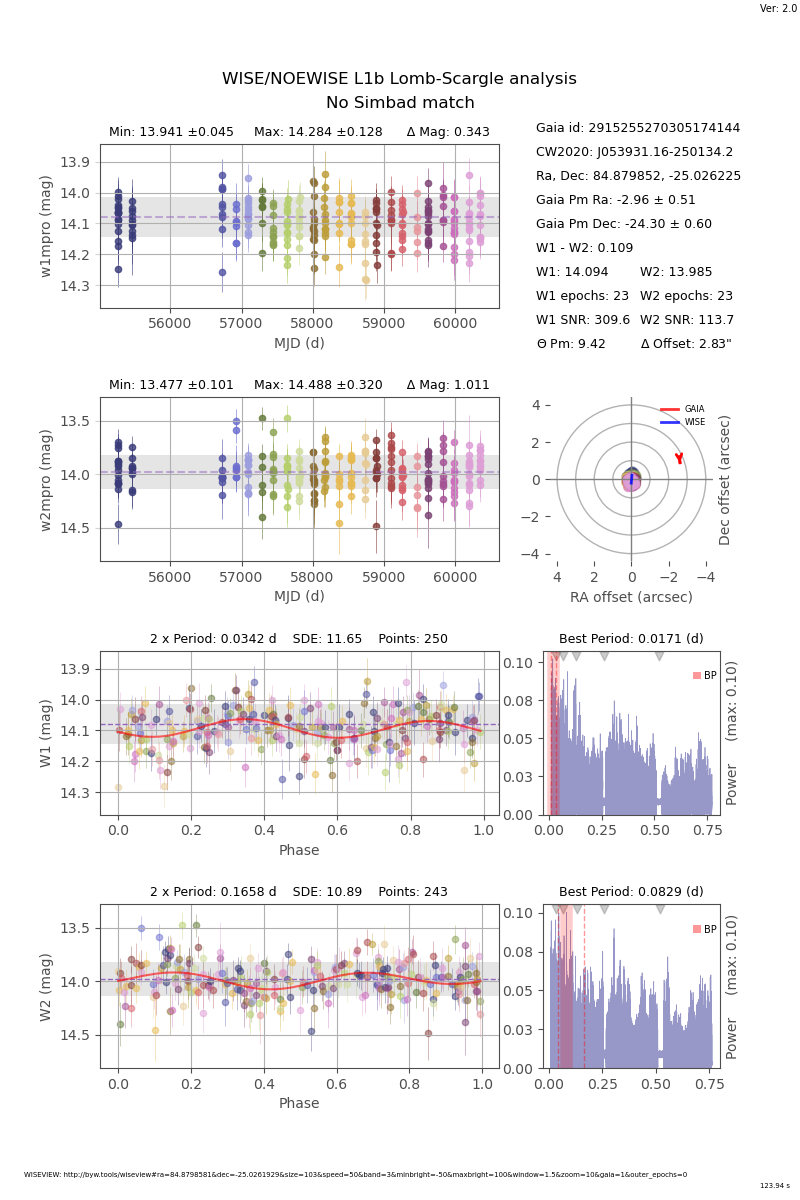 Ver: 2.0
WISE/NOEWISE L1b Lomb-Scargle analysis
No Simbad match
Min: 13.941 ±0.045 Max: 14.284 ±0.128 Δ Mag: 0.343
13.9
14.0
14.1
14.2
14.3
w1mpro (mag)
56000 57000 58000 59000 60000
MJD (d)
Gaia id: 2915255270305174144
CW2020: J053931.16-250134.2
Ra, Dec: 84.879852, -25.026225
Gaia Pm Ra: -2.96 ± 0.51
Gaia Pm Dec: -24.30 ± 0.60
W1 - W2: 0.109
W1: 14.094 W2: 13.985
W1 epochs: 23 W2 epochs: 23
W1 SNR: 309.6 W2 SNR: 113.7
Θ Pm: 9.42 Δ Offset: 2.83"
Min: 13.477 ±0.101 Max: 14.488 ±0.320 Δ Mag: 1.011
13.5
14.0
14.5
w2mpro (mag)
56000 57000 58000 59000 60000
MJD (d)
GAIA
WISE
4
2
0
−2
−4
4 2 0 −2 −4
RA offset (arcsec)
Dec offset (arcsec)
2 x Period: 0.0342 d SDE: 11.65 Points: 250
13.9
14.0
14.1
14.2
14.3
W1 (mag)
0.0 0.2 0.4 0.6 0.8 1.0
Phase
Best Period: 0.0171 (d)
BP
0.10
0.08
0.05
0.03
0.00
0.00 0.25 0.50 0.75
Power (max: 0.10)
2 x Period: 0.1658 d SDE: 10.89 Points: 243
13.5
14.0
14.5
W2 (mag)
0.0 0.2 0.4 0.6 0.8 1.0
Phase
Best Period: 0.0829 (d)
BP
0.10
0.08
0.05
0.03
0.00
0.00 0.25 0.50 0.75
Power (max: 0.10)
WISEVIEW: http://byw.tools/wiseview#ra=84.8798581&dec=-25.0261929&size=103&speed=50&band=3&minbright=-50&maxbright=100&window=1.5&zoom=10&gaia=1&outer_epochs=0
123.94 s